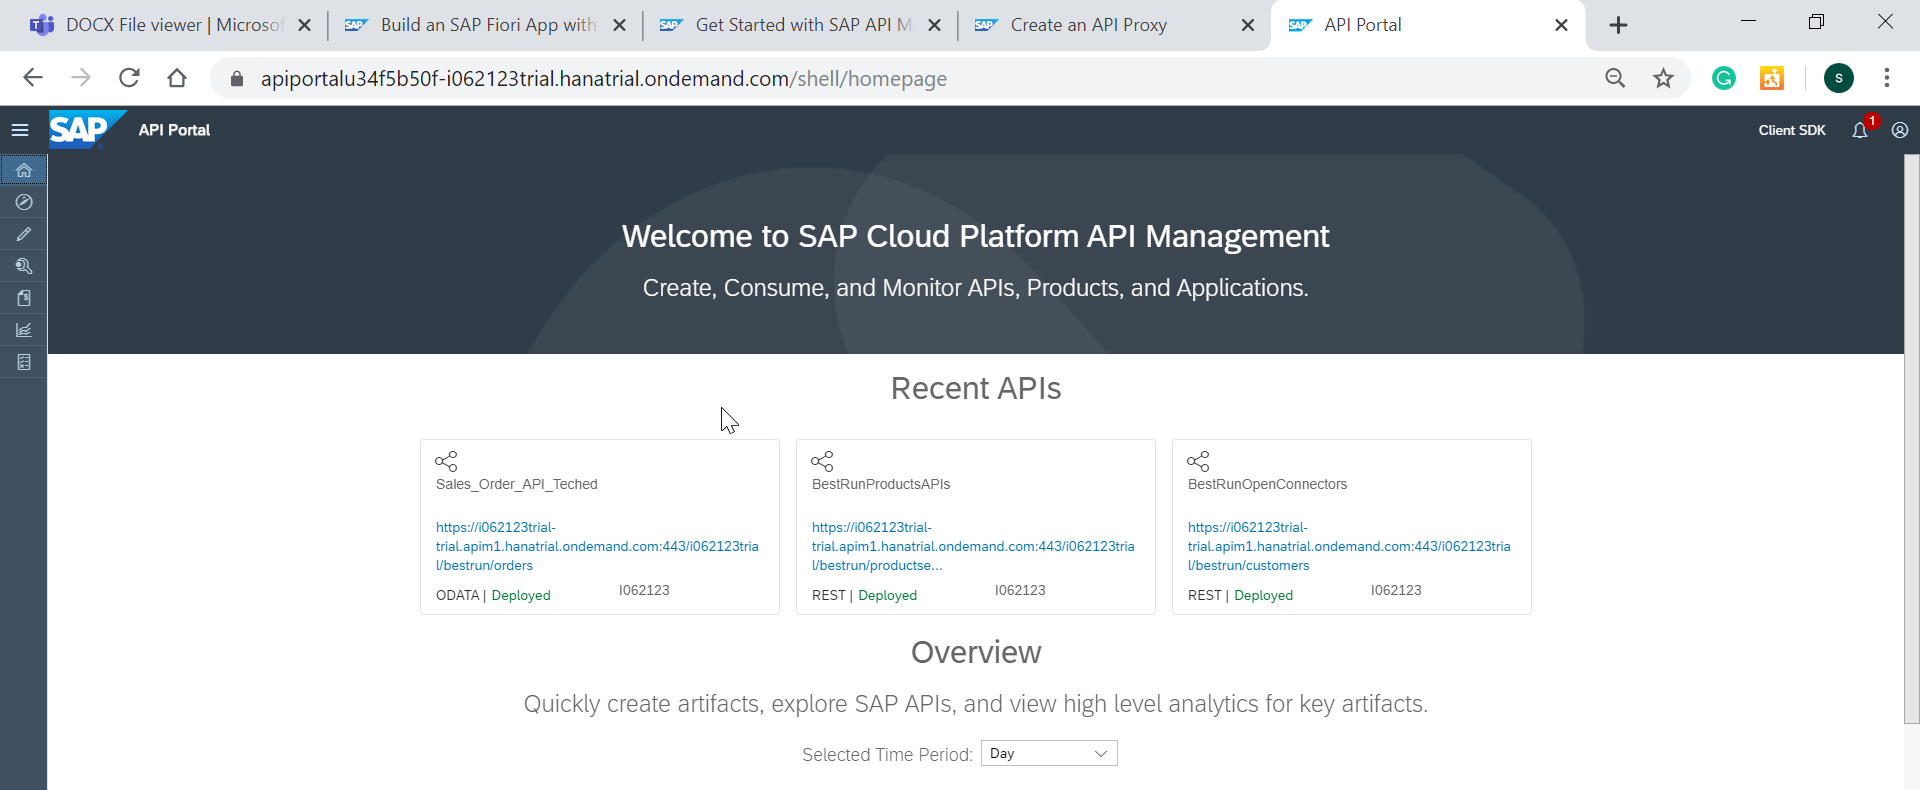 DOCX File viewer | Microsof
Build an SAP Fiori App with
Get Started with SAP API M
Create an API Proxy
API Portal
apiportalu34f5b50f-i062123trial.hanatrial.ondemand.com/shell/homepage
S
SAP API Portal
Client SDK
1
Welcome to SAP Cloud Platform API Management
Create, Consume, and Monitor APIs, Products, and Applications.
Recent APIs
Sales_Order_API_Teched
https://i062123trial-
trial.apim1.hanatrial.ondemand.com:443/i062123tria
l/bestrun/orders
ODATA | Deployed
I062123
BestRunProductsAPIs
https://i062123trial-
trial.apim1.hanatrial.ondemand.com:443/i062123tria
l/bestrun/productse...
REST | Deployed
I062123
BestRunOpenConnectors
https://i062123trial-
trial.apim1.hanatrial.ondemand.com:443/i062123tria
l/bestrun/customers
REST | Deployed
I062123
Overview
Quickly create artifacts, explore SAP APIs, and view high level analytics for key artifacts.
Selected Time Period: Day